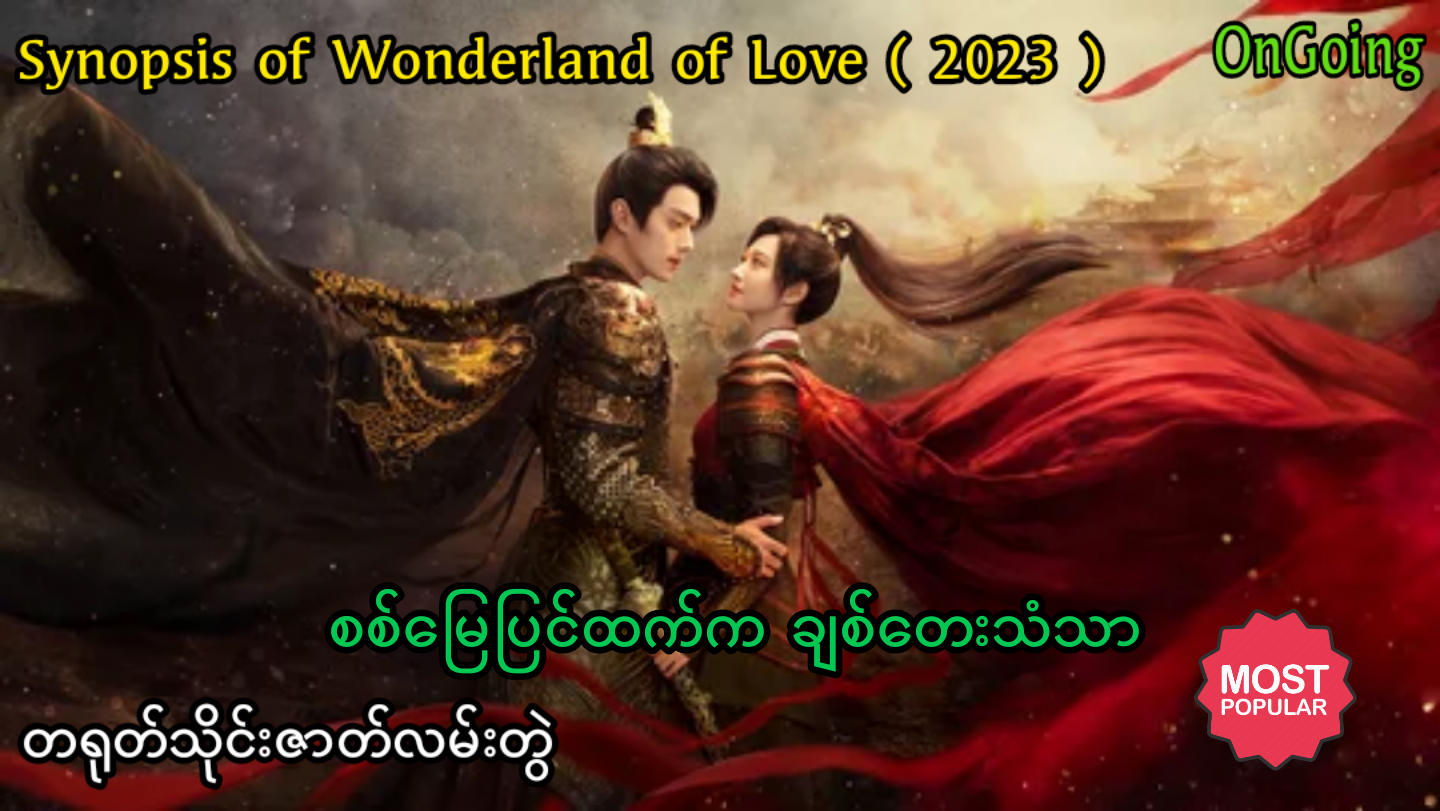 Synopsis of Wonderland of Love ( 2023 )
OnGoing
စစ်မြေပြင်ထက်က ချစ်တေးသံသာ
MOST
POPULAR
တရုတ်သိုင်းဇာတ်လမ်းတွဲ